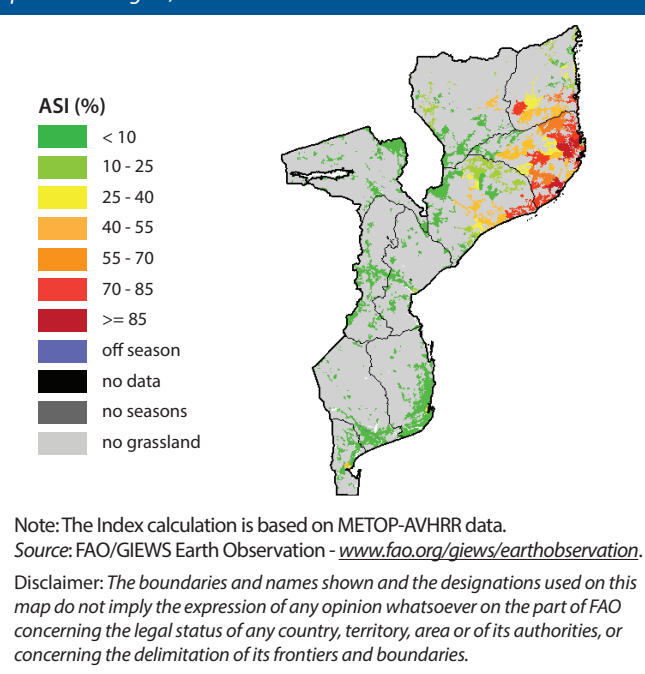 ASI (%)
< 10
10 - 25
25 - 40
40 - 55
55 - 70
70 - 85
>= 85
off season
no data
no seasons
no grassland
Note: The Index calculation is based on METOP-AVHRR data.
Source: FAO/GIEWS Earth Observation - www.fao.org/giews/earthobservation.
Disclaimer: The boundaries and names shown and the designations used on this
map do not imply the expression of any opinion whatsoever on the part of FAO
concerning the legal status of any country, territory, area or of its authorities, or
concerning the delimitation of its frontiers and boundaries.